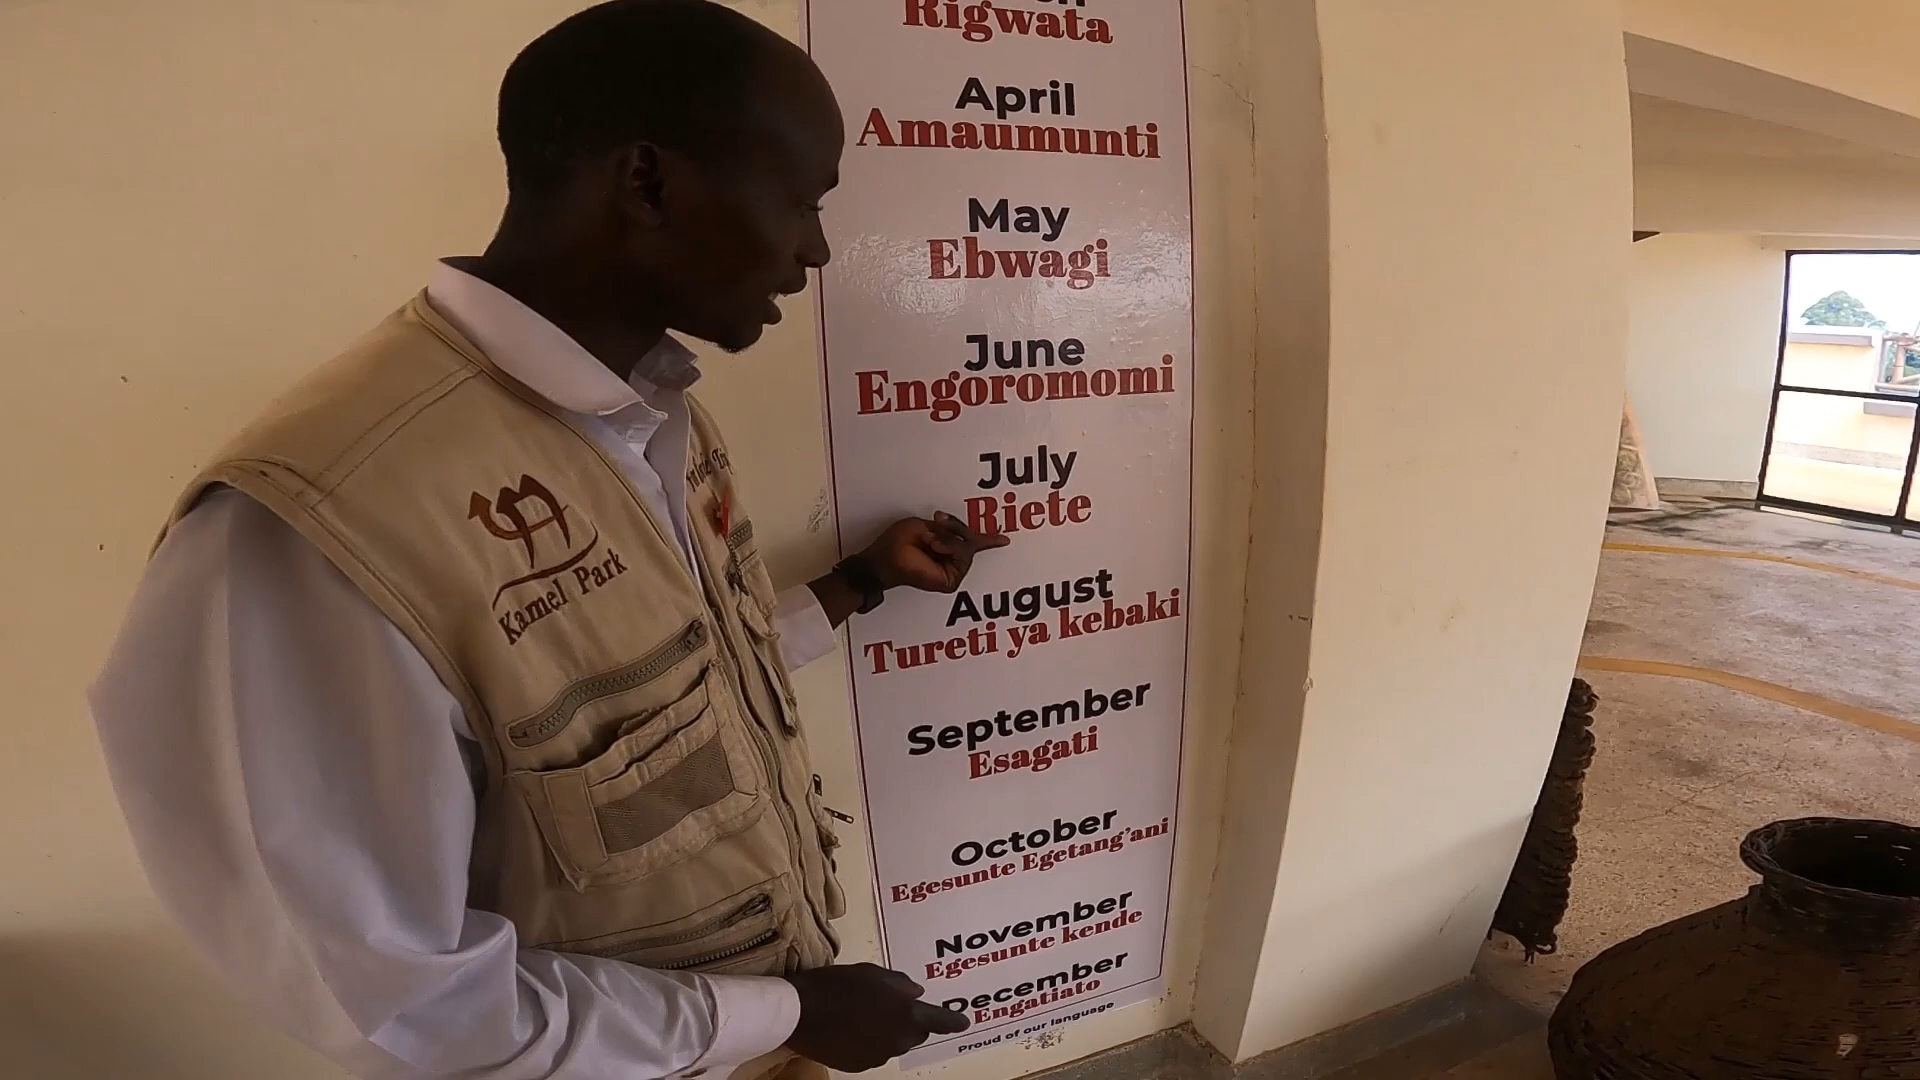 Rigwata
April
Amaumunti
May
Ebwagi
June
Engoromomi
July
Riete
August
Tureti ya kebaki
September
Esagati
October
Egesunte Egetang'ani
November
Egesunte kende
December
Engatiato
Proud of our language
Kamel Park